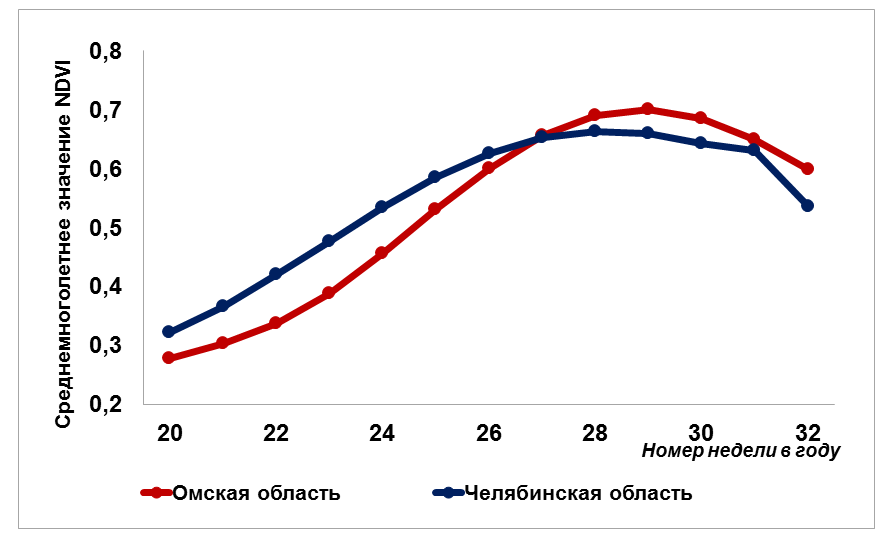 Среднемноголетнее значение NDVI
0,8
0,7
0,6
0,5
0,4
0,3
0,2
20 22 24 26 28 30 32
Номер недели в году
Омская область Челябинская область